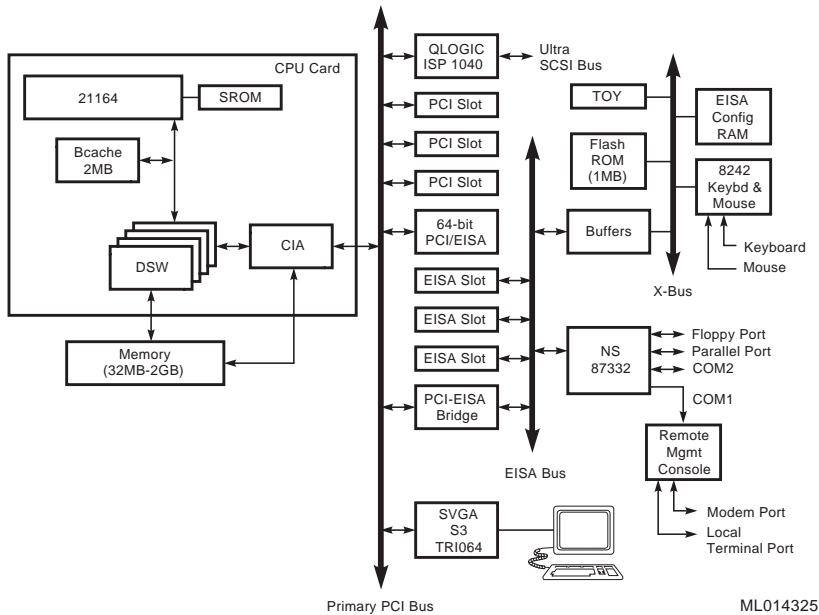 CPU Card
21164
SROM
Bcache
2MB
DSW
CIA
Memory
(32MB-2GB)
QLOGIC
ISP 1040
Ultra
SCSI Bus
PCI Slot
PCI Slot
PCI Slot
64-bit
PCI/EISA
EISA Slot
EISA Slot
EISA Slot
PCI-EISA
Bridge
SVGA
S3
TRI064
Primary PCI Bus
EISA Bus
TOY
Flash
ROM
(1MB)
Buffers
EISA
Config
RAM
8242
Keybd &
Mouse
Keyboard
Mouse
X-Bus
NS
87332
Floppy Port
Parallel Port
COM2
COM1
Remote
Mgmt
Console
Modem Port
Local
Terminal Port
ML014325